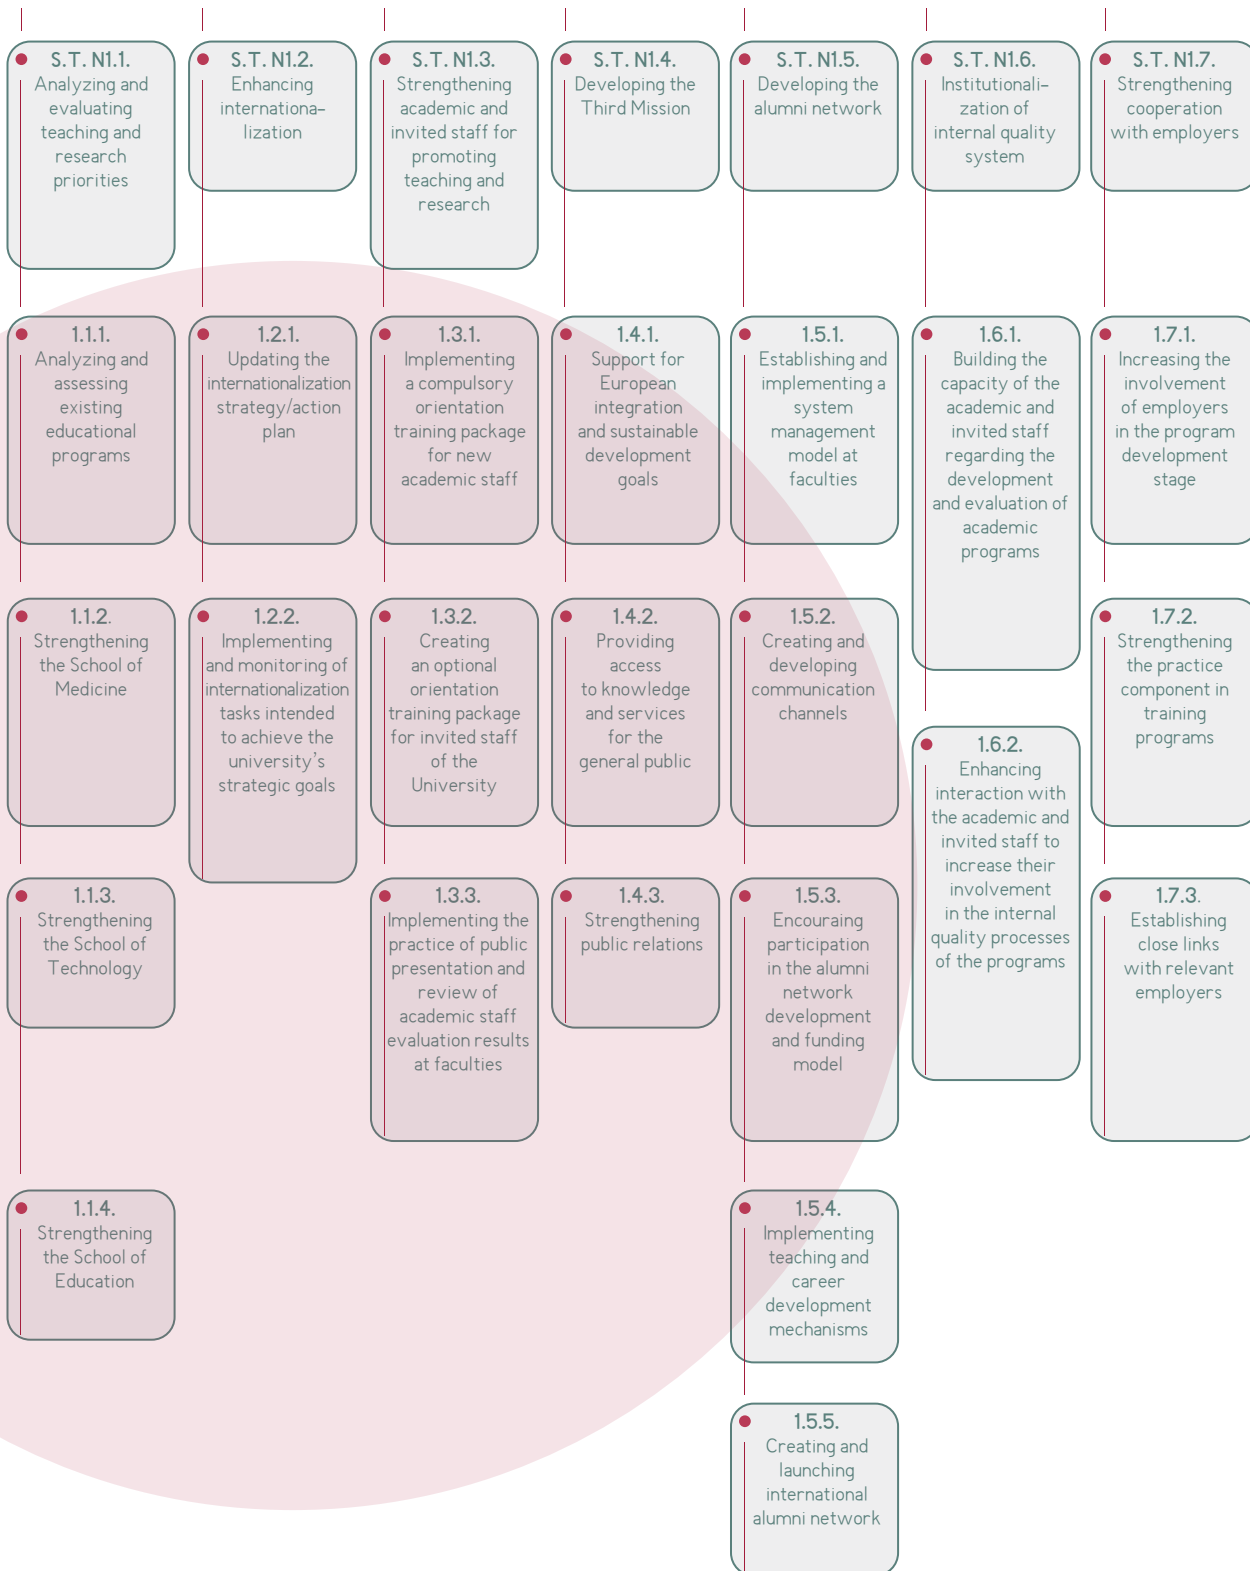 S.T. N1.1.
Analyzing and
evaluating
teaching and
research
priorities
S.T. N1.2.
Enhancing
internationa-
lization
S.T. N1.3.
Strengthening
academic and
invited staff for
promoting
teaching and
research
S.T. N1.4.
Developing the
Third Mission
S.T. N1.5.
Developing the
alumni network
S.T. N1.6.
Institutionali-
zation of
internal quality
system
S.T. N1.7.
Strengthening
cooperation
with employers
1.1.1.
Analyzing and
assessing
existing
educational
programs
1.2.1.
Updating the
internationalization
strategy/action
plan
1.3.1.
Implementing
a compulsory
orientation
training package
for new
academic staff
1.4.1.
Support for
European
integration
and sustainable
development
goals
1.5.1.
Establishing and
implementing a
system
management
model at
faculties
1.6.1.
Building the
capacity of the
academic and
invited staff
regarding the
development
and evaluation of
academic
programs
1.7.1.
Increasing the
involvement
of employers
in the program
development
stage
1.1.2.
Strengthening
the School of
Medicine
1.2.2.
Implementing
and monitoring of
internationalization
tasks intended
to achieve the
university's
strategic goals
1.3.2.
Creating
an optional
orientation
training package
for invited staff
of the
University
1.4.2.
Providing
access
to knowledge
and services
for the
general public
1.5.2.
Creating and
developing
communication
channels
1.7.2.
Strengthening
the practice
component in
training
programs
1.6.2.
Enhancing
interaction with
the academic and
invited staff to
increase their
involvement
in the internal
quality processes
of the programs
1.1.3.
Strengthening
the School of
Technology
1.3.3.
Implementing the
practice of public
presentation and
review of
academic staff
evaluation results
at faculties
1.4.3.
Strengthening
public relations
1.5.3.
Encouraing
participation
in the alumni
network
development
and funding
model
1.7.3.
Establishing
close links
with relevant
employers
1.1.4.
Strengthening
the School of
Education
1.5.4.
Implementing
teaching and
career
development
mechanisms
1.5.5.
Creating and
launching
international
alumni network